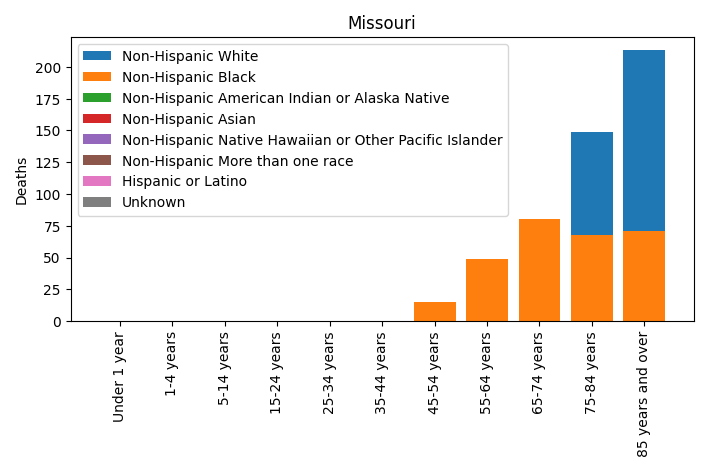 Missouri
Non-Hispanic White
Non-Hispanic Black
Non-Hispanic American Indian or Alaska Native
Non-Hispanic Asian
Non-Hispanic Native Hawaiian or Other Pacific Islander
Non-Hispanic More than one race
Hispanic or Latino
Unknown
Deaths
200
175
150
125
100
75
50
25
0
Under 1 year
1-4 years
5-14 years
15-24 years
25-34 years
35-44 years
45-54 years
55-64 years
65-74 years
75-84 years
85 years and over